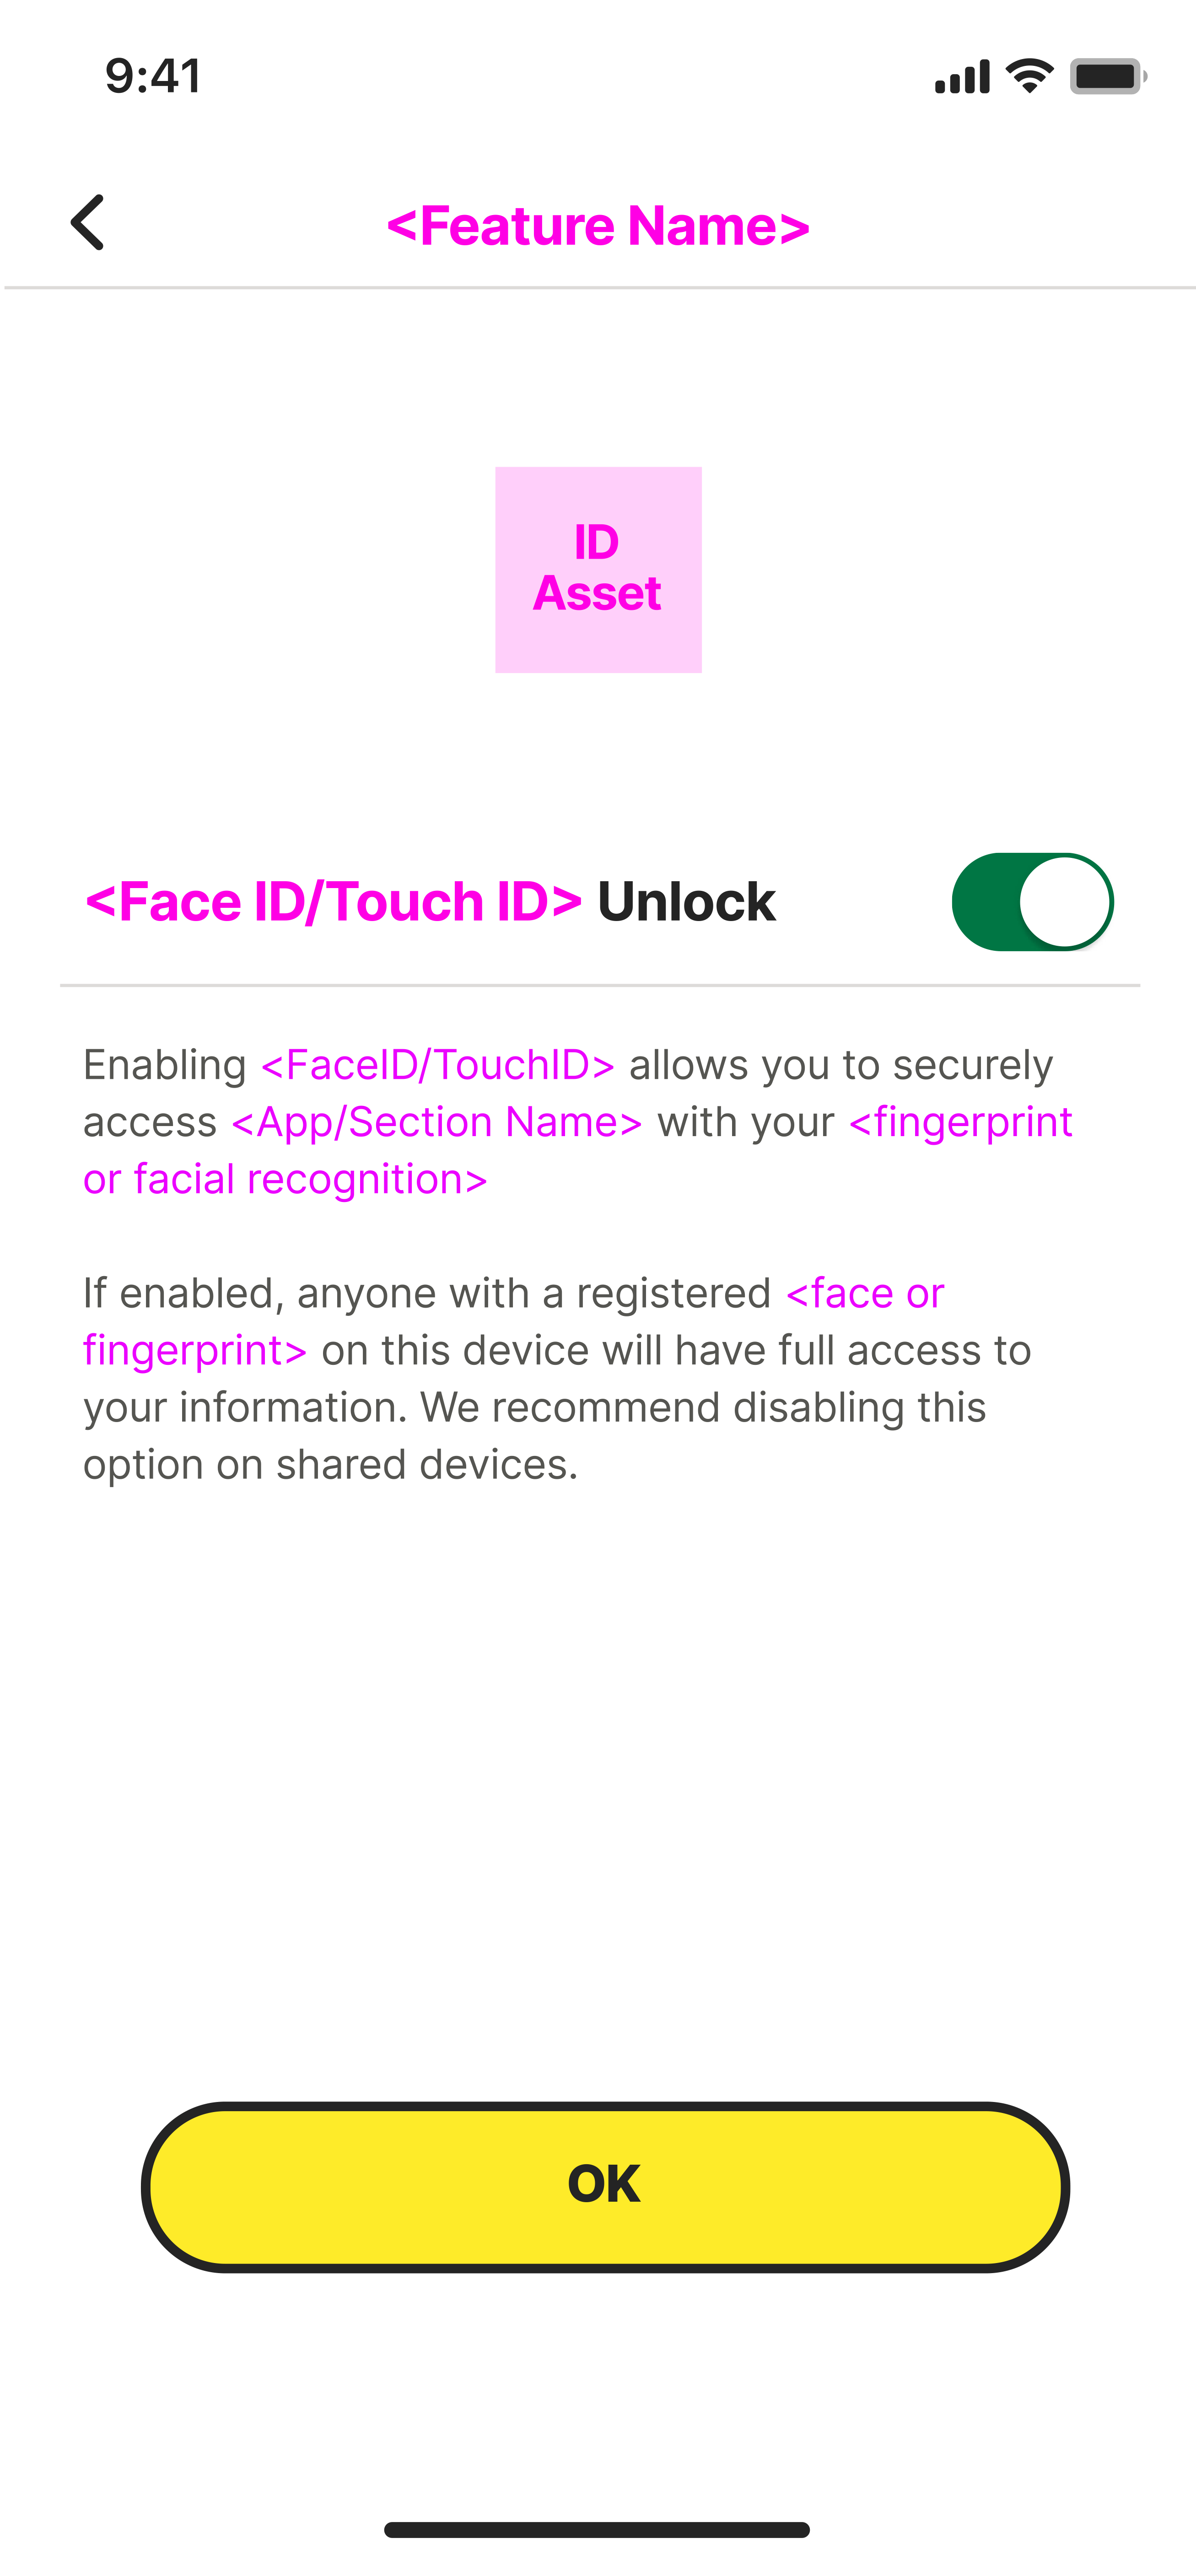 9:41
<Feature Name>
ID
Asset
<Face ID/Touch ID> Unlock
Enabling <FaceID/TouchID> allows you to securely
access <App/Section Name> with your <fingerprint
or facial recognition>
If enabled, anyone with a registered <face or
fingerprint> on this device will have full access to
your information. We recommend disabling this
option on shared devices.
OK